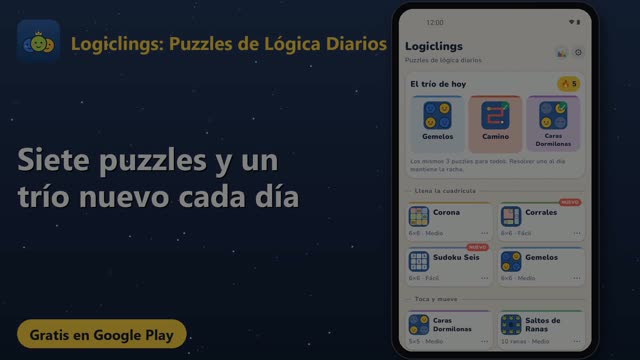 Logiclings: Puzzles de Lógica Diarios
Siete puzzles y un
trío nuevo cada día
Gratis en Google Play
12:00
Logiclings
Puzzles de lógica diarios
El trío de hoy
5
Gemelos
Camino
Caras
Dormilonas
Los mismos 3 puzzles para todos. Resolver uno al día
mantiene la racha.
Llena la cuadrícula
Corona
6×6 · Medio
NUEVO
Corrales
6×6 · Fácil
NUEVO
Sudoku Seis
6×6 · Fácil
Gemelos
6×6 · Medio
Toca y mueve
Caras
Dormilonas
5×5 · Medio
Saltos de
Ranas
10 ranas · Medio